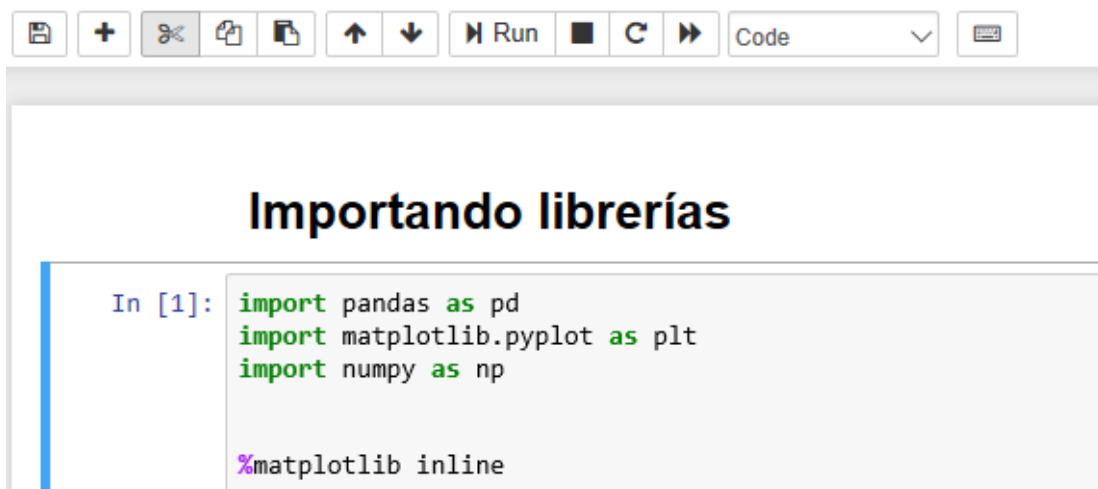 Run
Code
Importando librerías
In [1]:
import pandas as pd
import matplotlib.pyplot as plt
import numpy as np
%matplotlib inline